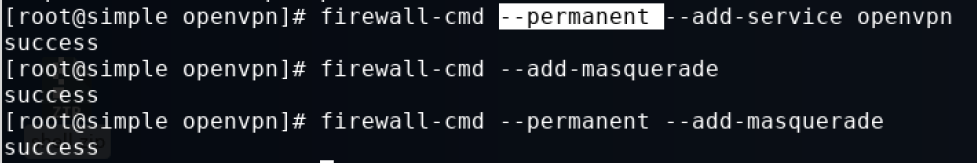 [root@simple openvpn]# firewall-cmd --permanent --add-service openvpn
success
[root@simple openvpn]# firewall-cmd --add-masquerade
success
[root@simple openvpn]# firewall-cmd --permanent --add-masquerade
success